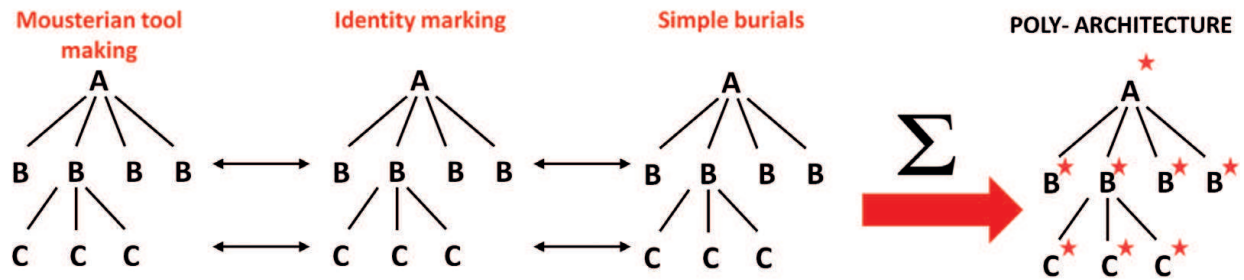 Mousterian tool making
Identity marking
Simple burials
POLY- ARCHITECTURE
A
A
A
A
Σ
B B B B
B B B B
B B B B
B B B B
C C C
C C C
C C C
C C C